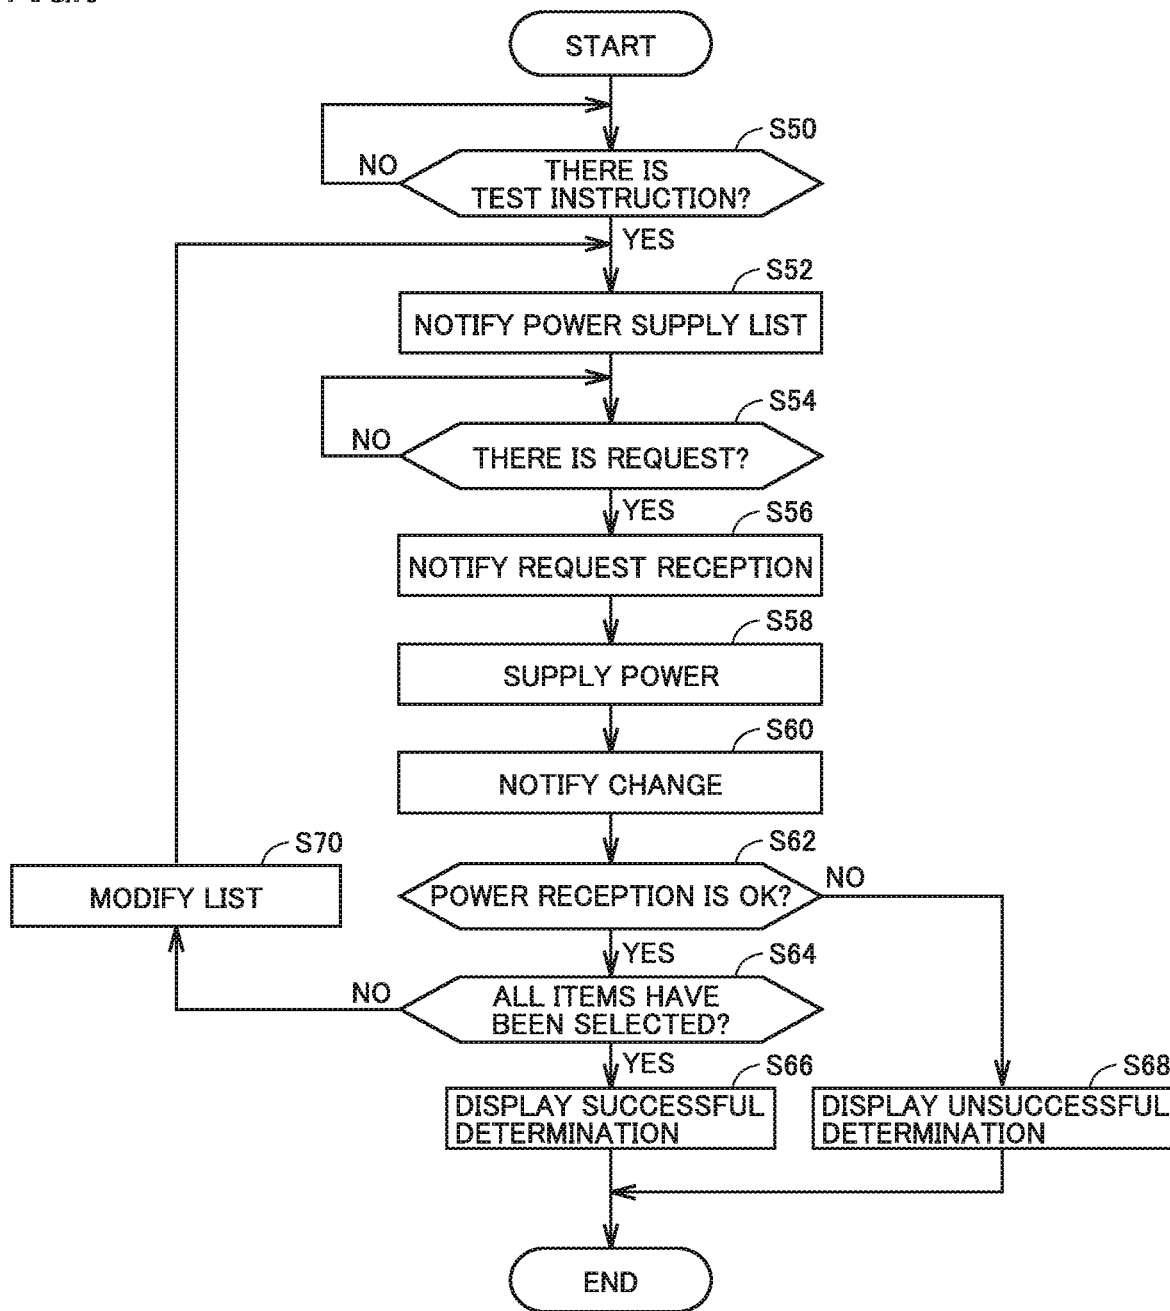 START
S50
NO
THERE IS
TEST INSTRUCTION?
YES
S52
NOTIFY POWER SUPPLY LIST
S54
NO
THERE IS REQUEST?
YES
S56
NOTIFY REQUEST RECEPTION
S58
SUPPLY POWER
S60
NOTIFY CHANGE
S70
MODIFY LIST
S62
POWER RECEPTION IS OK?
NO
YES
S64
NO
ALL ITEMS HAVE
BEEN SELECTED?
YES
S66
DISPLAY SUCCESSFUL
DETERMINATION
S68
DISPLAY UNSUCCESSFUL
DETERMINATION
END